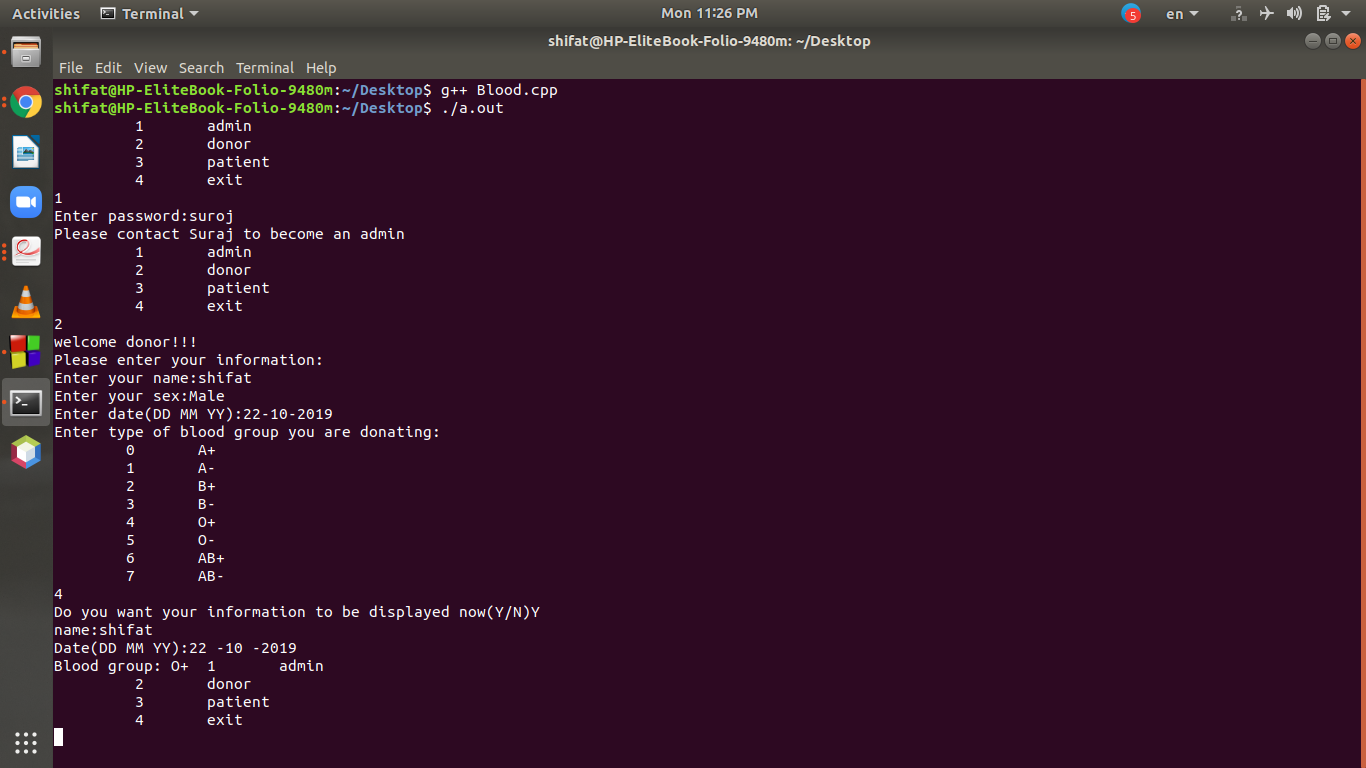 Activities Terminal Mon 11:26 PM 5 en
shifat@HP-EliteBook-Folio-9480m: ~/Desktop
File Edit View Search Terminal Help
shifat@HP-EliteBook-Folio-9480m:~/Desktop$ g++ Blood.cpp
shifat@HP-EliteBook-Folio-9480m:~/Desktop$ ./a.out
1 admin
2 donor
3 patient
4 exit
1
Enter password:suroj
Please contact Suraj to become an admin
1 admin
2 donor
3 patient
4 exit
2
welcome donor!!!
Please enter your information:
Enter your name:shifat
Enter your sex:Male
Enter date(DD MM YY):22-10-2019
Enter type of blood group you are donating:
0 A+
1 A-
2 B+
3 B-
4 O+
5 O-
6 AB+
7 AB-
4
Do you want your information to be displayed now(Y/N)Y
name:shifat
Date(DD MM YY):22 -10 -2019
Blood group: O+ 1 admin
2 donor
3 patient
4 exit